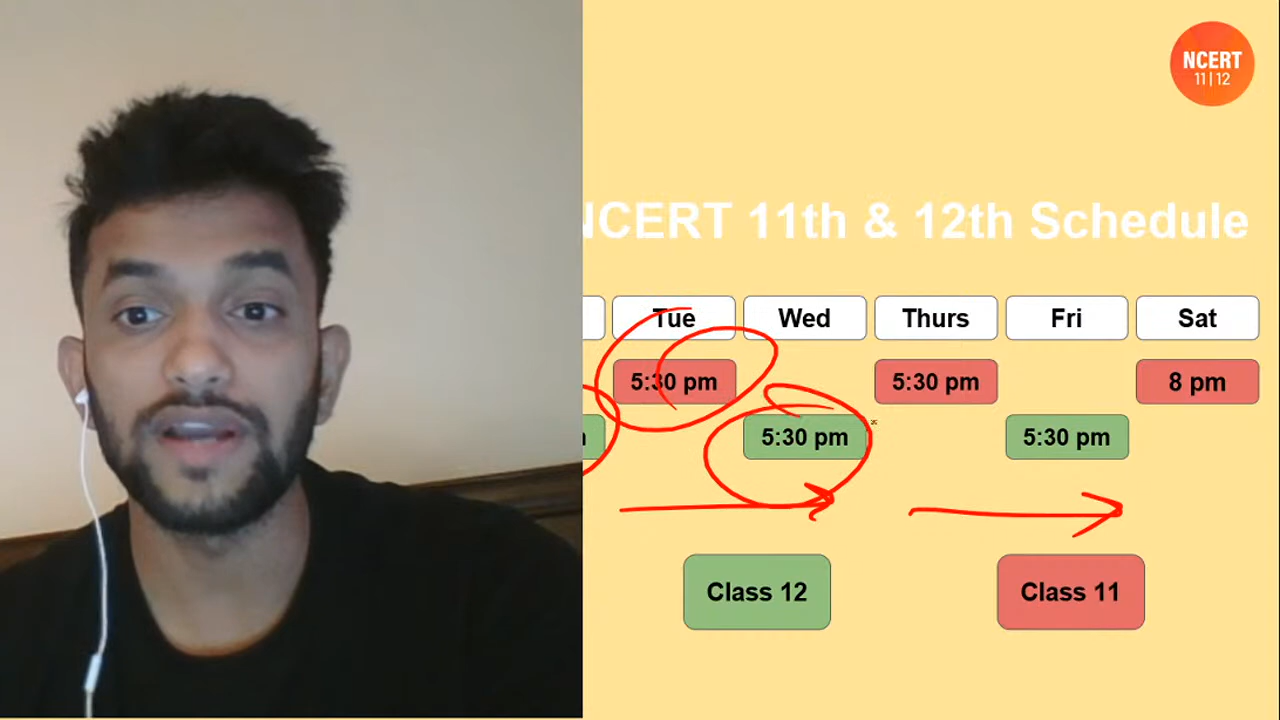 NCERT
11|12
NCERT 11th & 12th Schedule
Tue Wed Thurs Fri Sat
5:30 pm 5:30 pm 8 pm
5:30 pm 5:30 pm
Class 12 Class 11